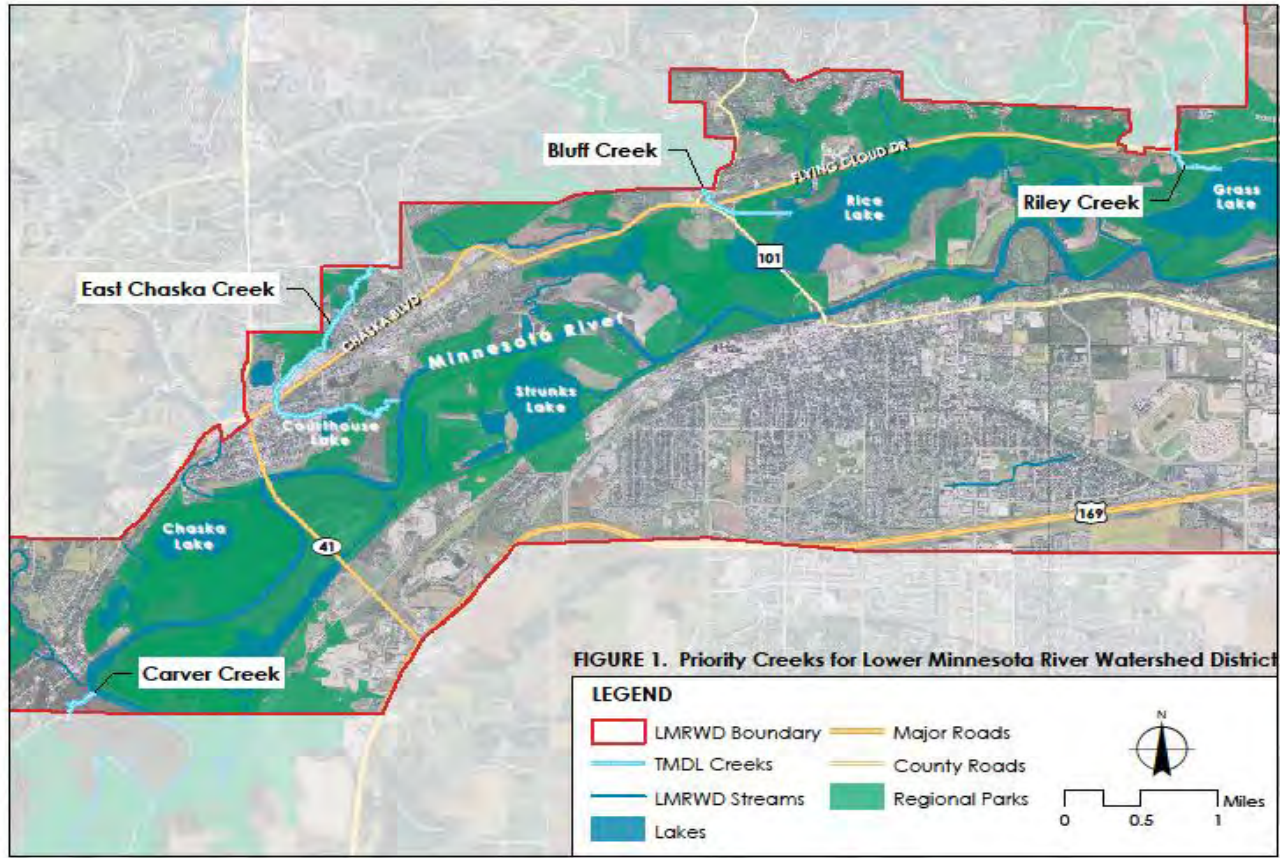 Bluff Creek
FLYING CLOUD DR
Rice
Lake
Riley Creek
Grass
Lake
101
East Chaska Creek
CHASKA BLVD
Minnesota River
Strunks
Lake
Courthouse
Lake
169
Chaska
Lake
41
Carver Creek
FIGURE 1. Priority Creeks for Lower Minnesota River Watershed District
LEGEND
LMRWD Boundary
Major Roads
TMDL Creeks
County Roads
LMRWD Streams
Regional Parks
Lakes
N
Miles
0 0.5 1